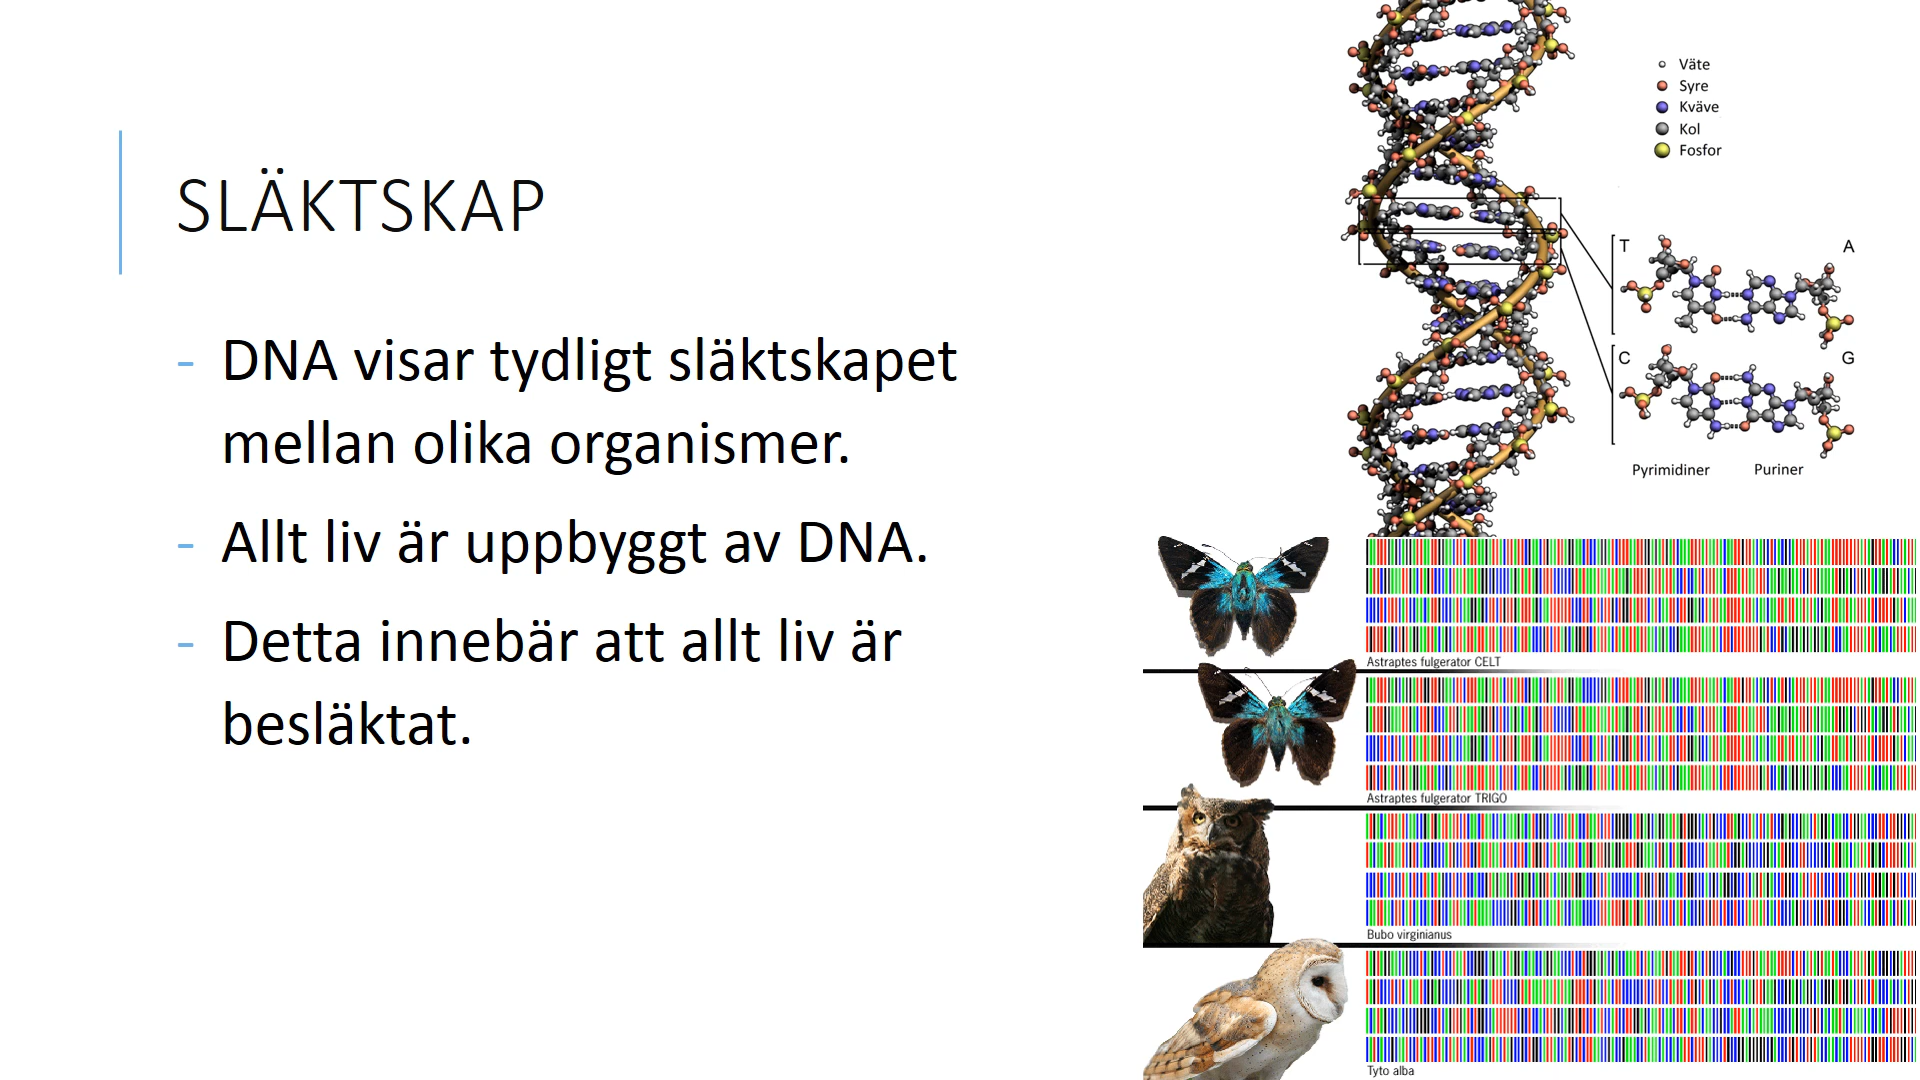 SLÄKTSKAP
- DNA visar tydligt släktskapet
mellan olika organismer.
- Allt liv är uppbyggt av DNA.
- Detta innebär att allt liv är
besläktat.
Väte
Syre
Kväve
Kol
Fosfor
T A
C G
Pyrimidiner Puriner
Astraptes fulgerator CELT
Astraptes fulgerator TRIGO
Bubo virginianus
Tyto alba